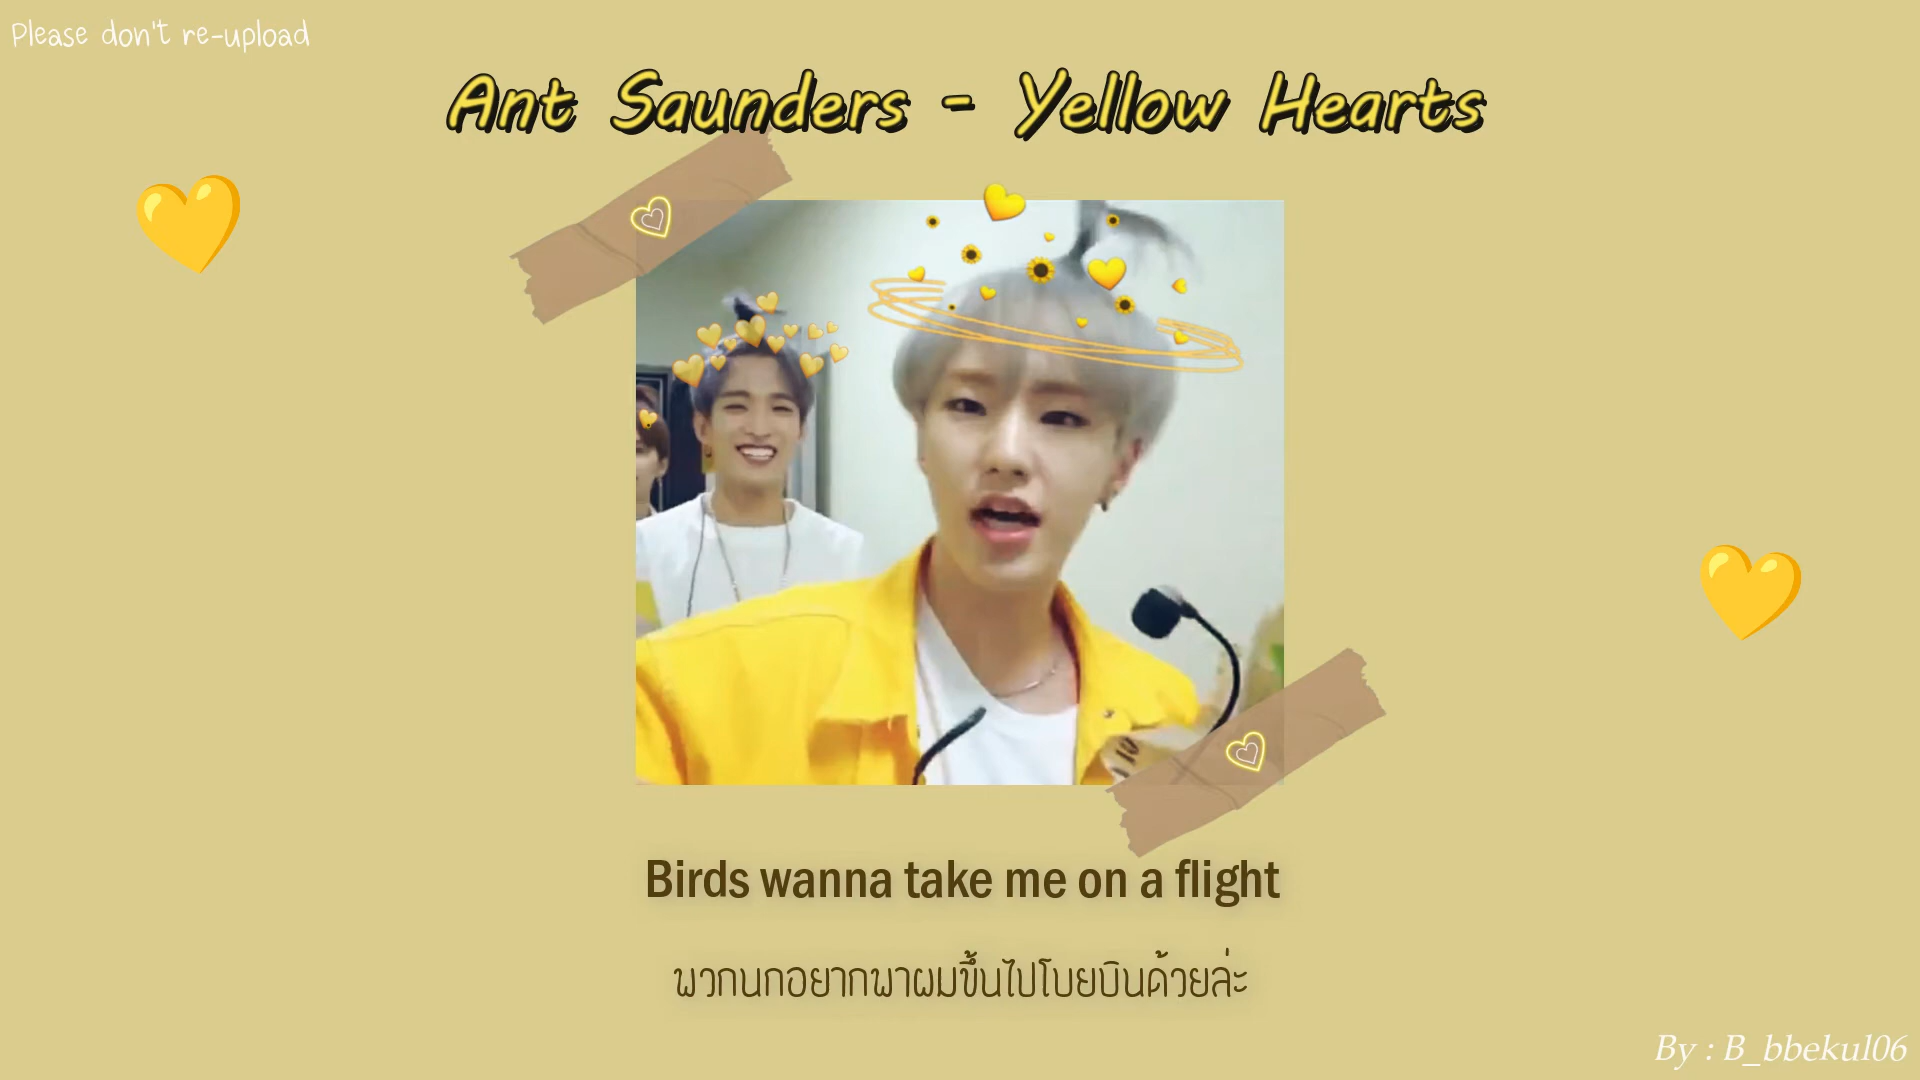 Please don't re-upload
Ant Saunders - Yellow Hearts
Birds wanna take me on a flight
พวกนกอยากพาผมขึ้นไปโบยบินด้วยล่ะ
By : B_bbekul06